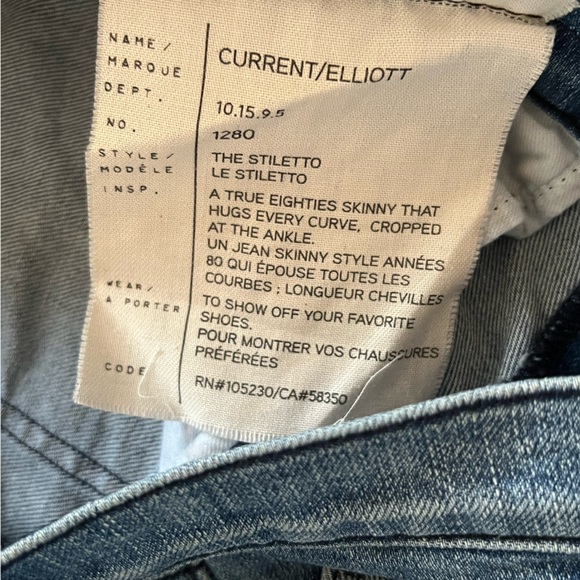 NAME / CURRENT/ELLIOTT
MARQUE
DEPT. 10.15.9.5
NO. 1280
STYLE / THE STILETTO
MODÈLE LE STILETTO
INSP. A TRUE EIGHTIES SKINNY THAT
HUGS EVERY CURVE, CROPPED
AT THE ANKLE.
UN JEAN SKINNY STYLE ANNÉES
80 QUI ÉPOUSE TOUTES LES
COURBES ; LONGUEUR CHEVILLES
WEAR / TO SHOW OFF YOUR FAVORITE
À PORTER SHOES.
POUR MONTRER VOS CHAUSSURES
PRÉFÉRÉES
CODE RN#105230/CA#58350